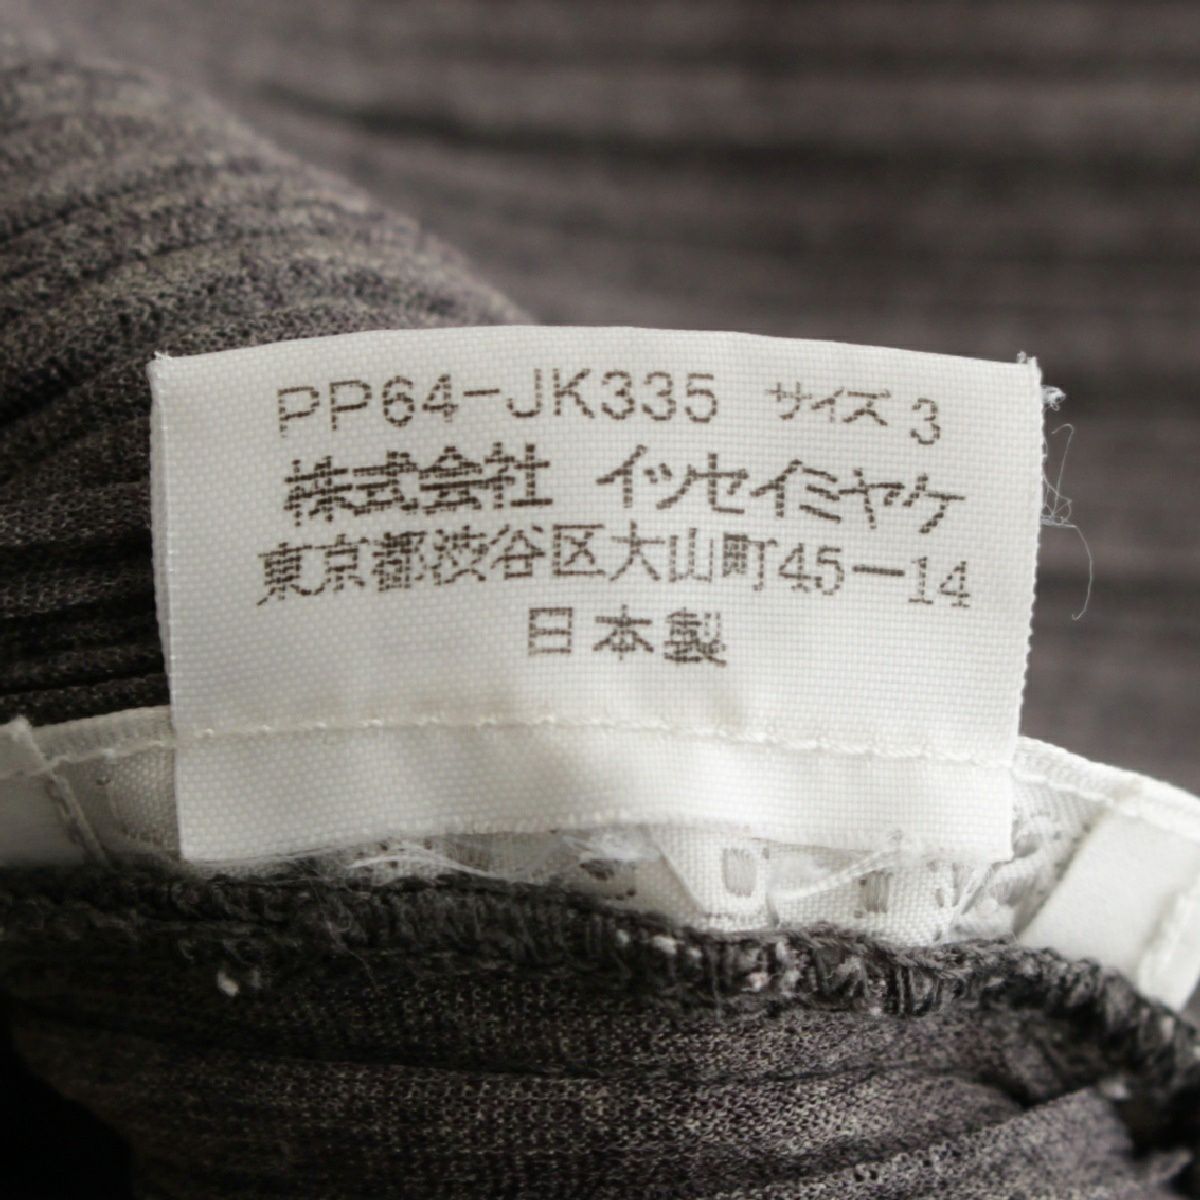 PP64-JK335 サイズ 3
株式会社 イッセイミヤケ
東京都渋谷区大山町45-14
日本製